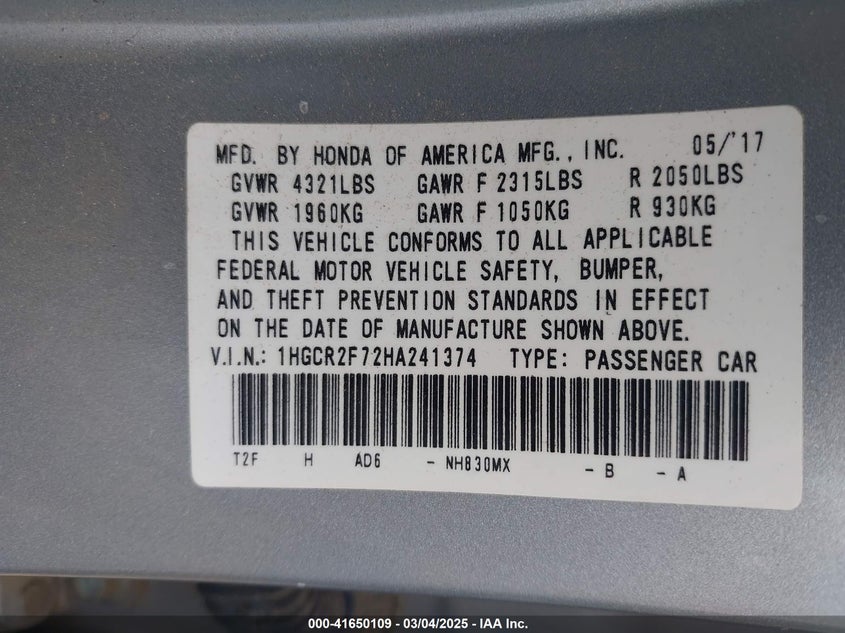 MFD. BY HONDA OF AMERICA MFG., INC. 05/'17
GVWR 4321LBS GAWR F 2315LBS R 2050LBS
GVWR 1960KG GAWR F 1050KG R 930KG
THIS VEHICLE CONFORMS TO ALL APPLICABLE
FEDERAL MOTOR VEHICLE SAFETY, BUMPER,
AND THEFT PREVENTION STANDARDS IN EFFECT
ON THE DATE OF MANUFACTURE SHOWN ABOVE.
V.I.N.: 1HGCR2F72HA241374 TYPE: PASSENGER CAR
T2F H AD6 - NH830MX - B - A
000-41650109 — 03/04/2025 — IAA Inc.